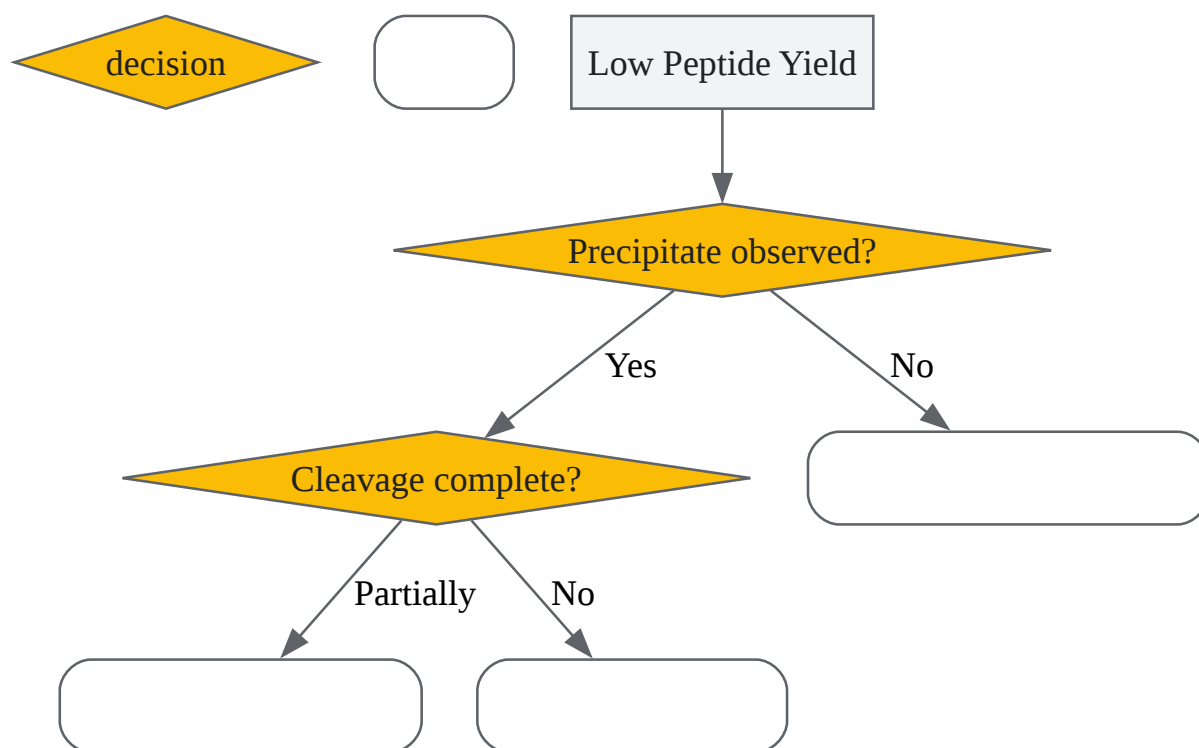 decision
Low Peptide Yield
Precipitate observed?
Yes
No
Cleavage complete?
Partially
No